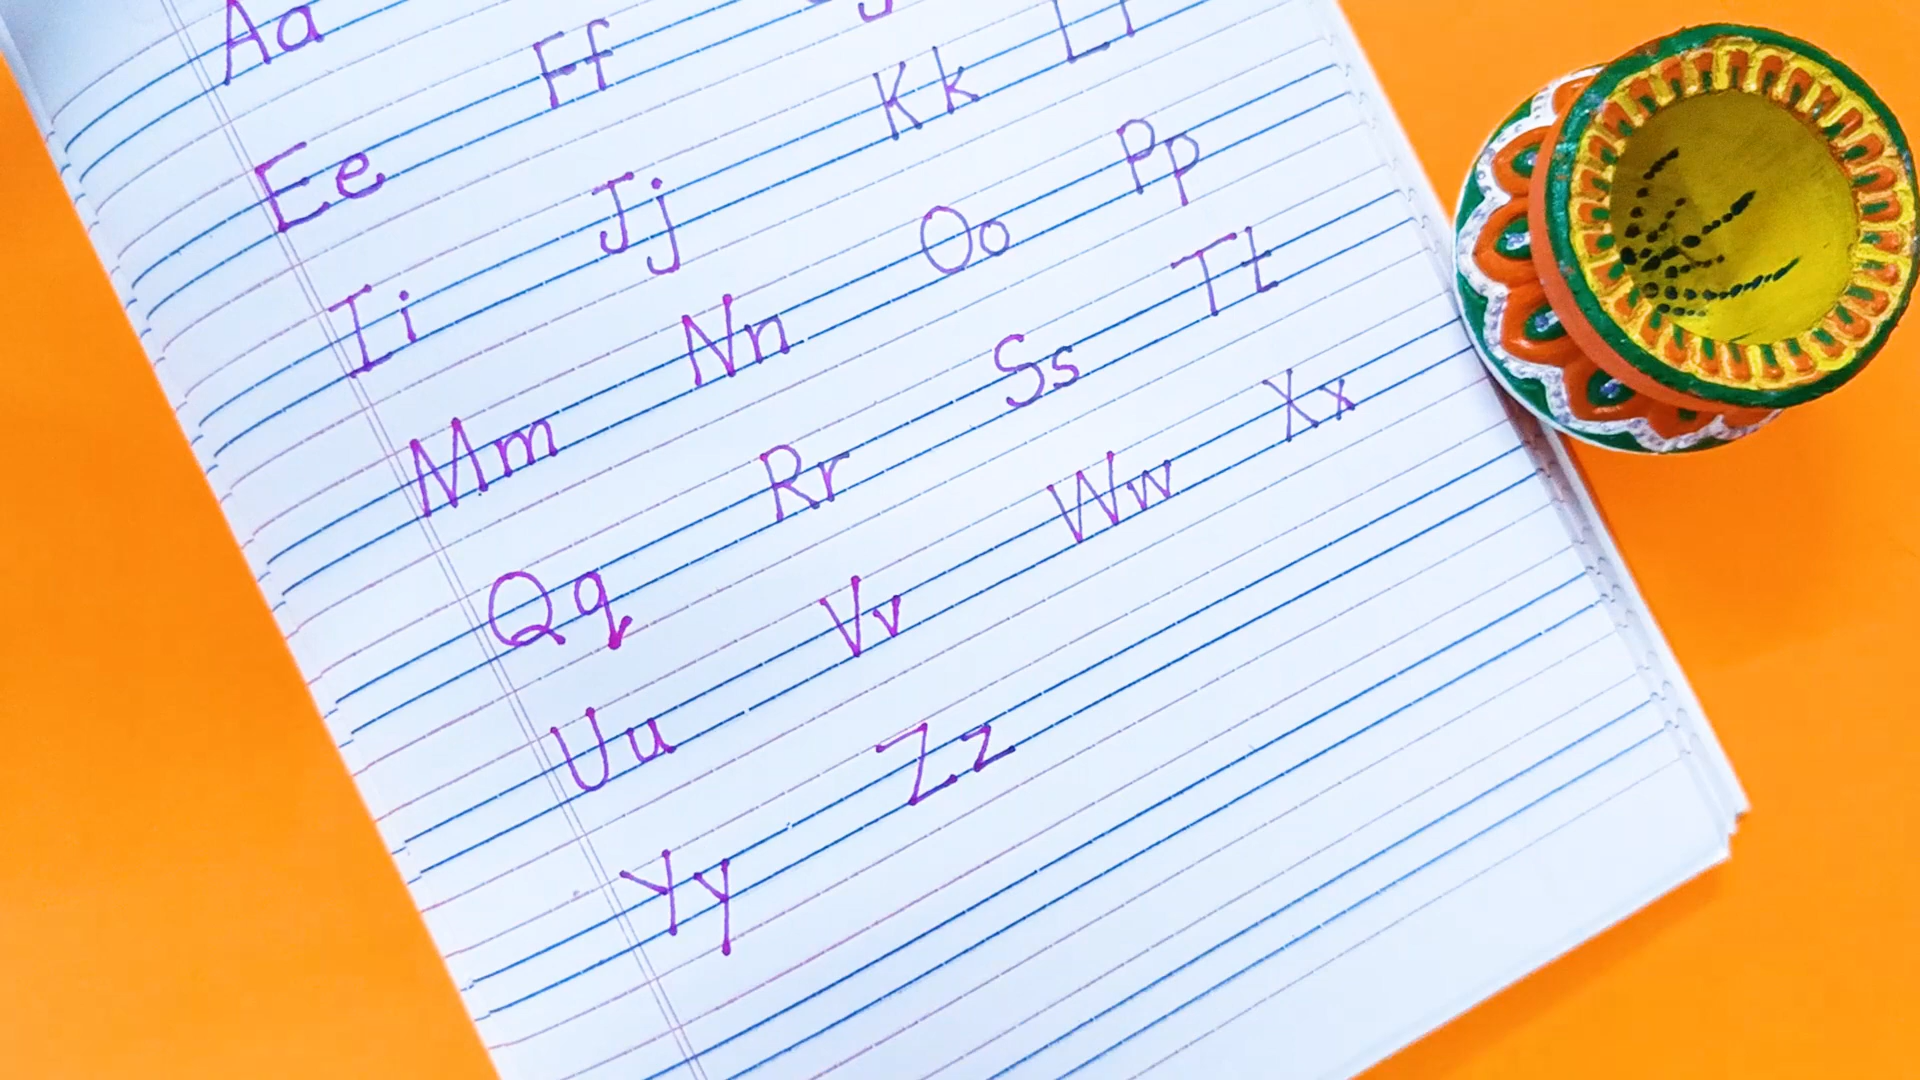 Aa
Ee Ff
Ii Jj Kk Ll
Mm Nn Oo Pp
Qq Rr Ss Tt
Uu Vv Ww Xx
Yy Zz